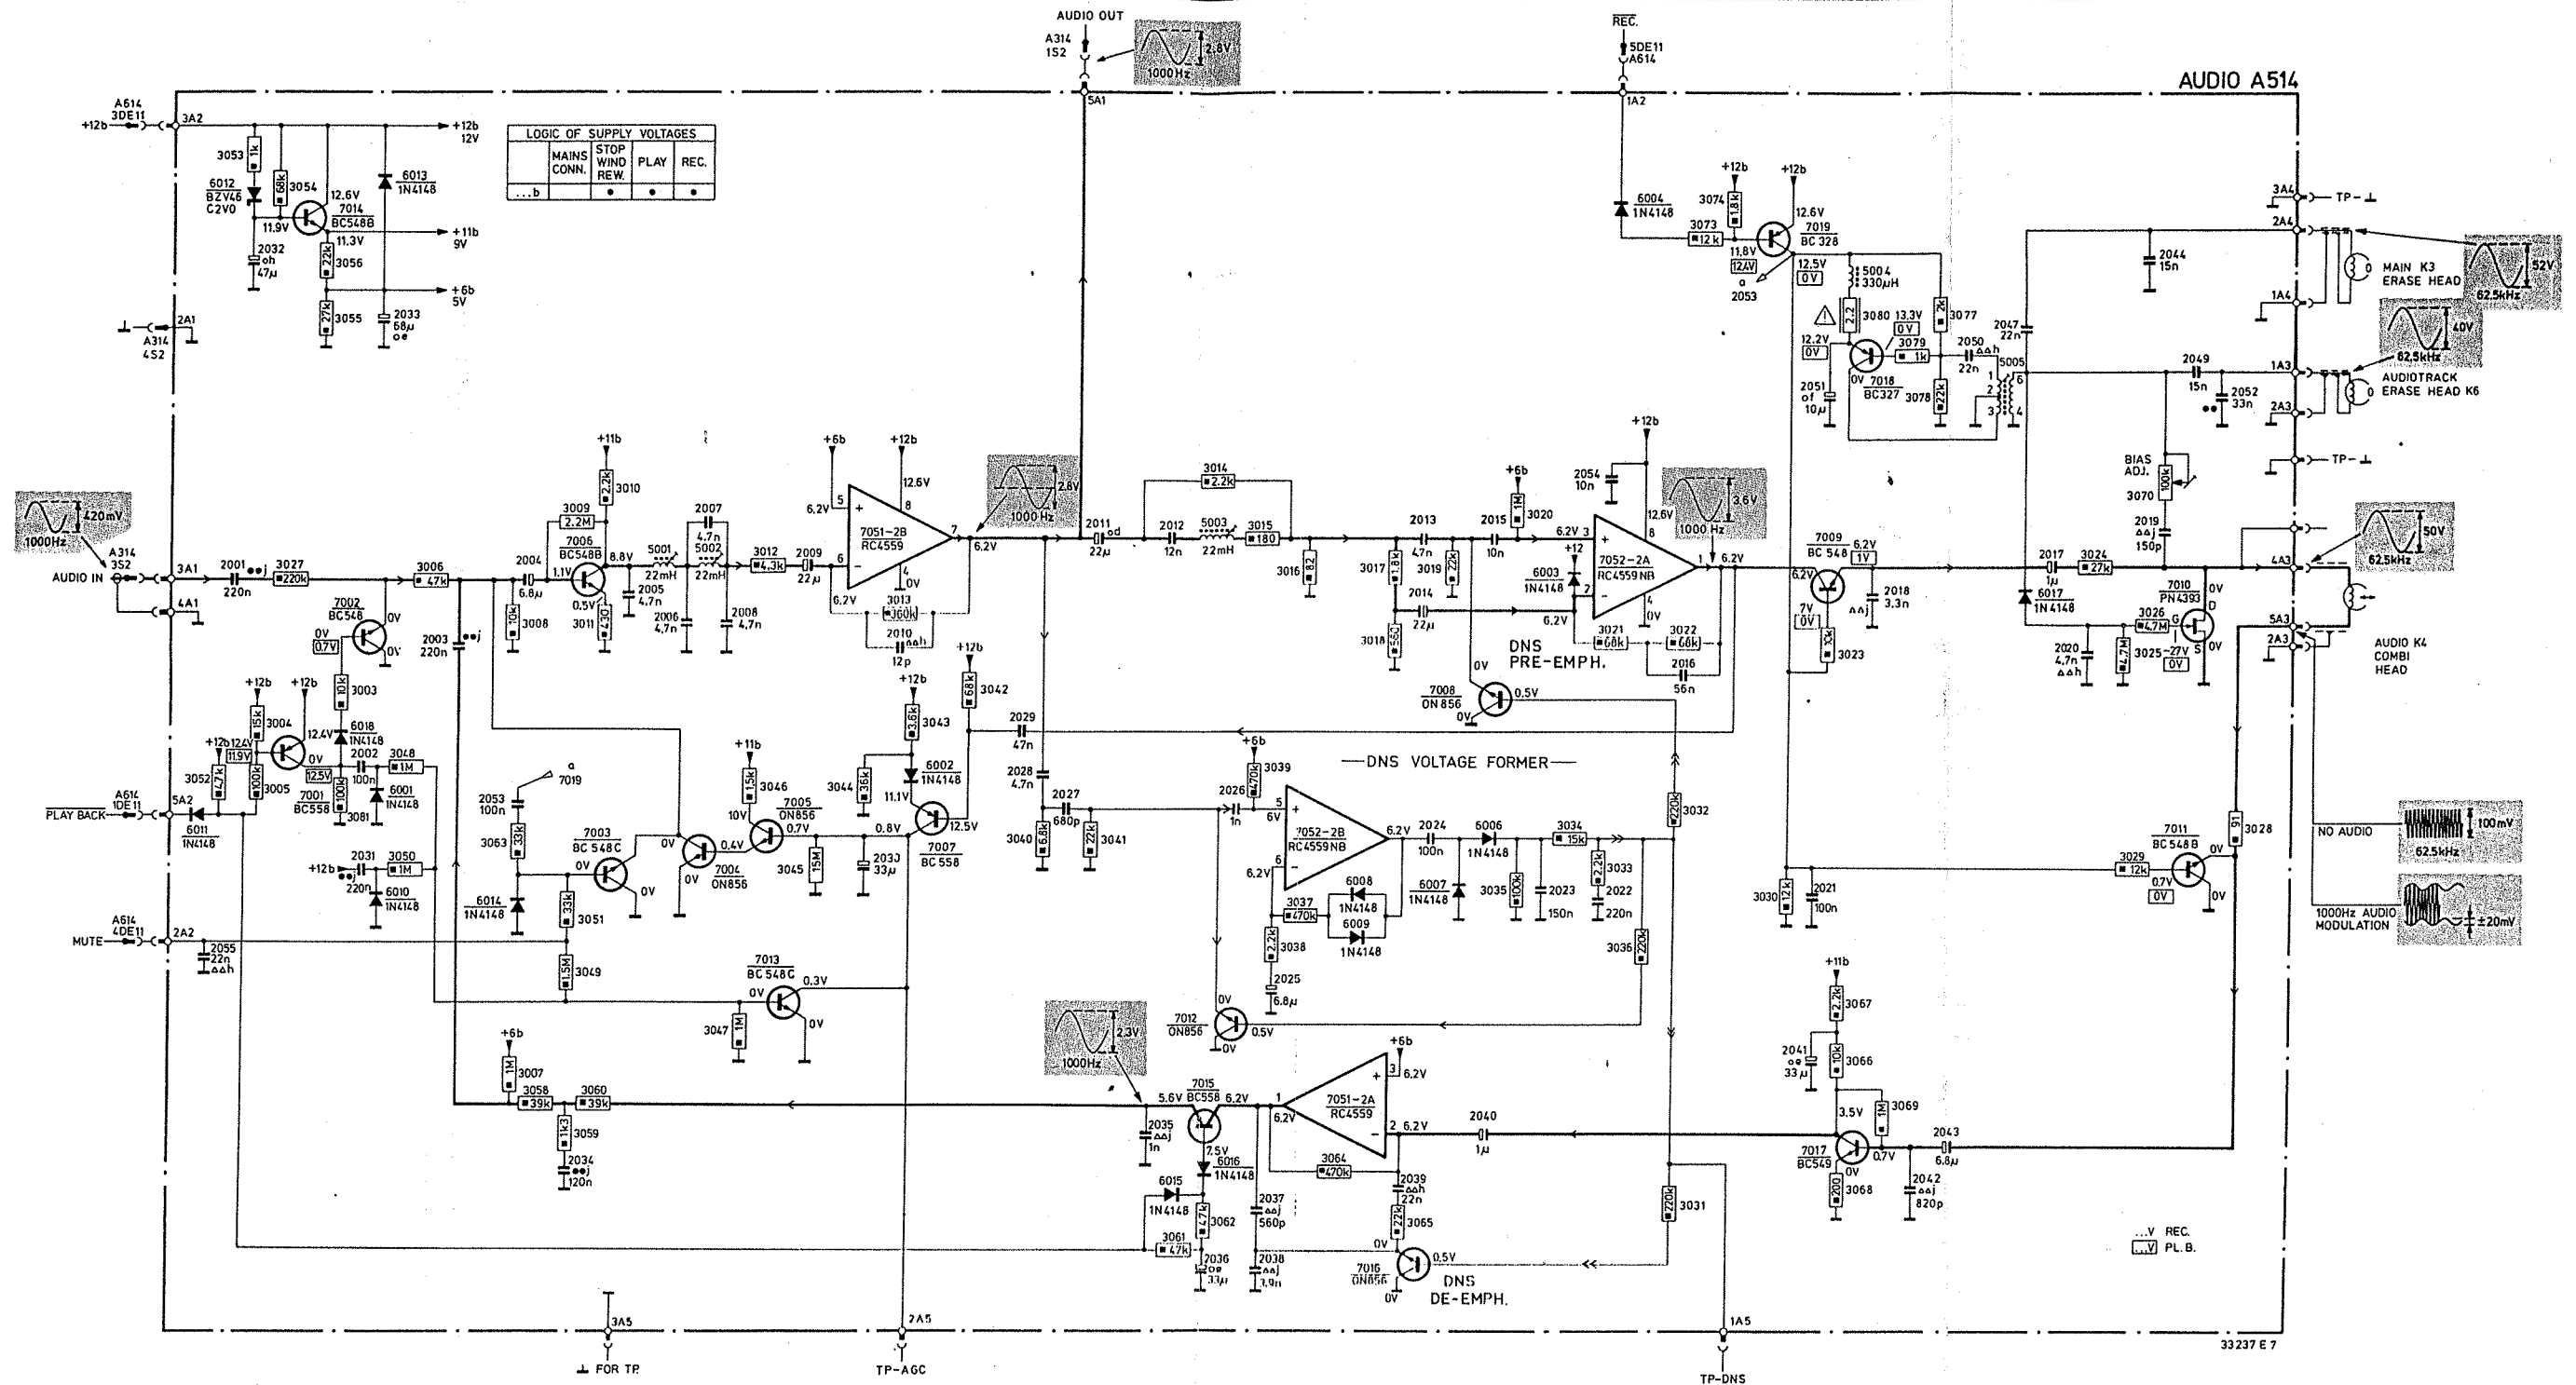 AUDIO OUT
A314
1S2
2.8V
1000Hz
5A1
REC.
5DE11
A614
1A2
AUDIO A514
A614
3DE11
+12b
3A2
+12b
12V
3053
1k
6012
BZV46
C2V0
68k
3054
12.6V
7014
BC548B
11.9V
11.3V
6013
1N4148
+11b
9V
2032
oh
47µ
22k
3056
+6b
5V
27k
3055
2033
68µ
oe
2A1
A314
4S2
LOGIC OF SUPPLY VOLTAGES
MAINS CONN.
STOP WIND REW.
PLAY
REC.
...b
6004
1N4148
+12b
3074
1.8k
3073
12k
+12b
12.6V
7019
BC 328
11,8V
12,4V
a
2053
12.5V
0V
5004
330µH
2.2
3080
13.3V
0V
2k
3077
12.2V
0V
3079
1k
2050
22n
0V
7018
BC327
3078
22k
2051
of
10µ
5005
1
2
3
6
4
2047
22n
2044
15n
3A4
TP-⊥
2A4
1A4
MAIN K3
ERASE HEAD
52V
62.5kHz
40V
62.5kHz
2049
15n
2052
33n
1A3
2A3
AUDIOTRACK
ERASE HEAD K6
TP-⊥
BIAS
ADJ.
100k
3070
2019
150p
420mV
1000Hz
A314
3S2
AUDIO IN
3A1
4A1
2001
220n
3027
220k
3006
47k
7002
BC548
0V
0V
0V
0.7V
2003
220n
10k
3008
2004
6.8µ
3009
2.2M
+11b
2.2k
3010
7006
BC548B
1.1V
8.8V
0.5V
3011
430
5001
22mH
2005
4.7n
2006
4,7n
2007
4.7n
5002
22mH
2008
4,7n
3012
4.3k
2009
22µ
+6b
+12b
6.2V
5
12.6V
8
7051-2B
RC4559
6
4
0V
7
6.2V
6.2V
3013
360k
2010
12p
2.8V
1000Hz
2011
od
22µ
3014
2.2k
2012
12n
5003
22mH
3015
180
3016
82
3017
1.8k
2013
47n
3019
22k
2015
10n
+6b
1M
3020
2014
22µ
3018
560
+12
6003
1N4148
6.2V
3
2
6.2V
2054
10n
+12b
12,6V
8
7052-2A
RC4559NB
4
0V
1
6.2V
3.6V
1000Hz
DNS
PRE-EMPH.
3021
68k
3022
68k
2016
56n
7008
ON856
0V
0V
0,5V
7009
BC 548
6.2V
1V
6.2V
7V
0V
2018
3.3n
10k
3023
2017
1µ
3024
27k
6017
1N4148
7010
PN4393
0V
D
3026
4.7M
G
S
0V
2020
4,7n
4.7M
3025
-27V
0V
4A3
50V
62.5kHz
5A3
2A3
AUDIO K4
COMBI
HEAD
3003
10k
+12b
+12b
15k
3004
12.4V
6018
1N4148
+12b
12.4V
11.9V
0V
12.5V
3052
4.7k
100k
3005
7001
BC558
100k
3081
2002
100n
3048
1M
6001
1N4148
A614
1DE11
PLAY BACK
5A2
6011
1N4148
+12b
2031
220n
3050
1M
6010
1N4148
A614
4DE11
MUTE
2A2
2055
22n
a
7019
2053
100n
3063
33k
6014
1N4148
33k
3051
1.5M
3049
7003
BC 548C
0V
0V
0V
0V
7004
ON856
0.4V
+11b
1,5k
3046
10V
7005
ON856
0.7V
3045
15M
2030
33µ
0.8V
+12b
3,6k
3043
3044
36k
6002
1N4148
11.1V
7007
BC 558
12.5V
+12b
68k
3042
2029
47n
7013
BC548C
0V
0.3V
0V
3047
1M
2028
4.7n
2027
680p
3040
6.8k
22k
3041
DNS VOLTAGE FORMER
+6b
470k
3039
2026
1n
5
6V
7052-2B
RC4559NB
6
6.2V
6.2V
3037
470k
6008
1N4148
6009
1N4148
2.2k
3038
2025
6.8µ
2024
100n
6006
1N4148
6007
1N4148
3035
100k
2023
150n
3034
15k
2.2k
3033
2022
220n
220k
3032
3036
220k
7012
ON856
0V
0V
0.5V
3030
12k
2021
100n
3029
12k
7011
BC548B
0V
0.7V
0V
0V
91
3028
NO AUDIO
100mV
62.5kHz
1000Hz AUDIO
MODULATION
±20mV
+6b
1M
3007
3058
39k
3060
39k
1k3
3059
2034
120n
2.3V
1000Hz
2035
1n
5.6V
7015
BC558
6.2V
7.5V
6016
1N4148
6015
1N4148
47k
3062
3061
47k
2036
oe
33µ
2037
560p
2038
3,9n
1
6.2V
7051-2A
RC4559
+6b
3
6.2V
2
6.2V
3064
470k
2039
22n
22k
3065
0V
7016
ON856
0V
0.5V
DNS
DE-EMPH.
2040
1µ
220k
3031
+11b
2.2k
3067
2041
oe
33µ
10k
3066
3.5V
1M
3069
7017
BC549
0.7V
0V
200
3068
2042
820p
2043
6.8µ
...V REC.
...V PL.B.
3A5
⊥ FOR TP.
2A5
TP-AGC
1A5
TP-DNS
33237 E 7